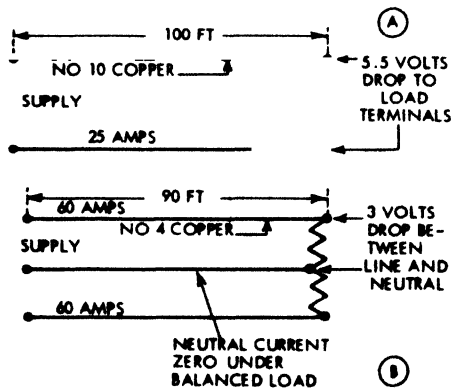 100 FT
A
NO 10 COPPER
5.5 VOLTS
DROP TO
LOAD
TERMINALS
SUPPLY
25 AMPS
90 FT
60 AMPS
NO 4 COPPER
3 VOLTS
DROP BE-
TWEEN
LINE AND
NEUTRAL
SUPPLY
60 AMPS
NEUTRAL CURRENT
ZERO UNDER
BALANCED LOAD
B